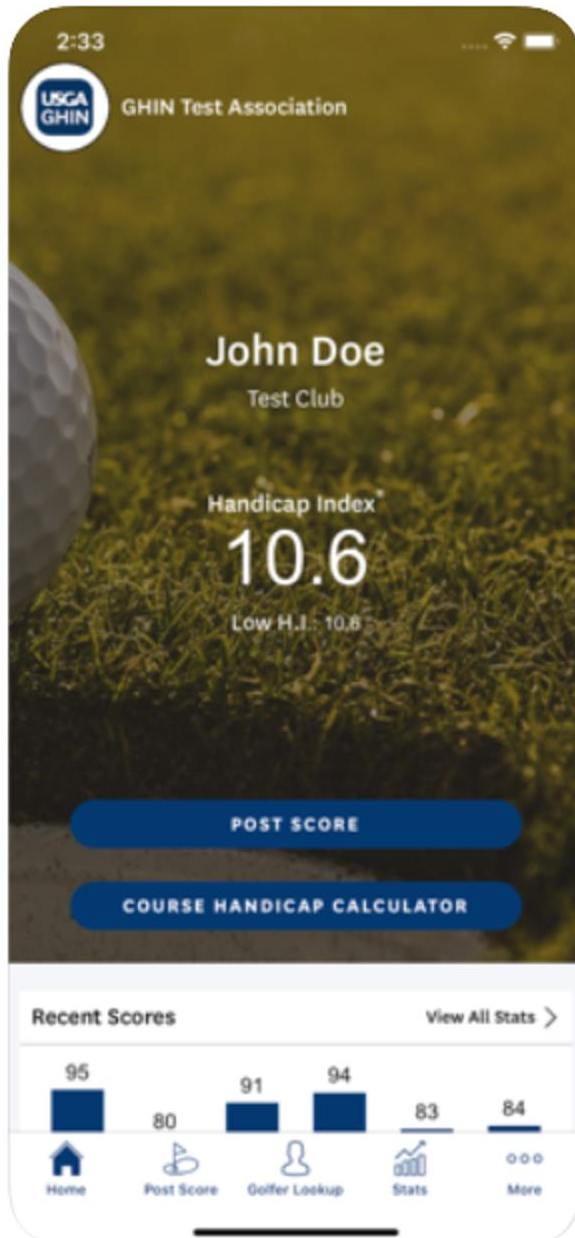 2:33
USGA
GHIN
GHIN Test Association
John Doe
Test Club
Handicap Index®
10.6
Low H.I.: 10.8
POST SCORE
COURSE HANDICAP CALCULATOR
Recent Scores
View All Stats
95
80
91
94
83
84
Home
Post Score
Golfer Lookup
Stats
More